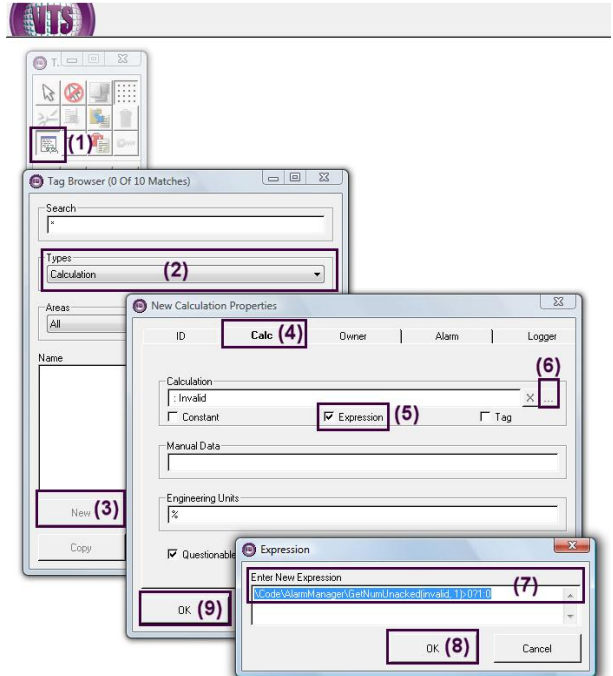 VTS
T.
(1)
Tag Browser (0 Of 10 Matches)
Search
*
Types
Calculation
(2)
Areas
All
Name
New (3)
Copy
New Calculation Properties
ID Calc (4) Owner Alarm Logger
(6)
Calculation
: Invalid
X ...
Constant Expression (5) Tag
Manual Data
Engineering Units
%
Questionable
OK (9)
Expression
Enter New Expression
\Code\AlarmManager\GetNumUnacked(invalid, 1)>0?1:0
(7)
OK (8) Cancel